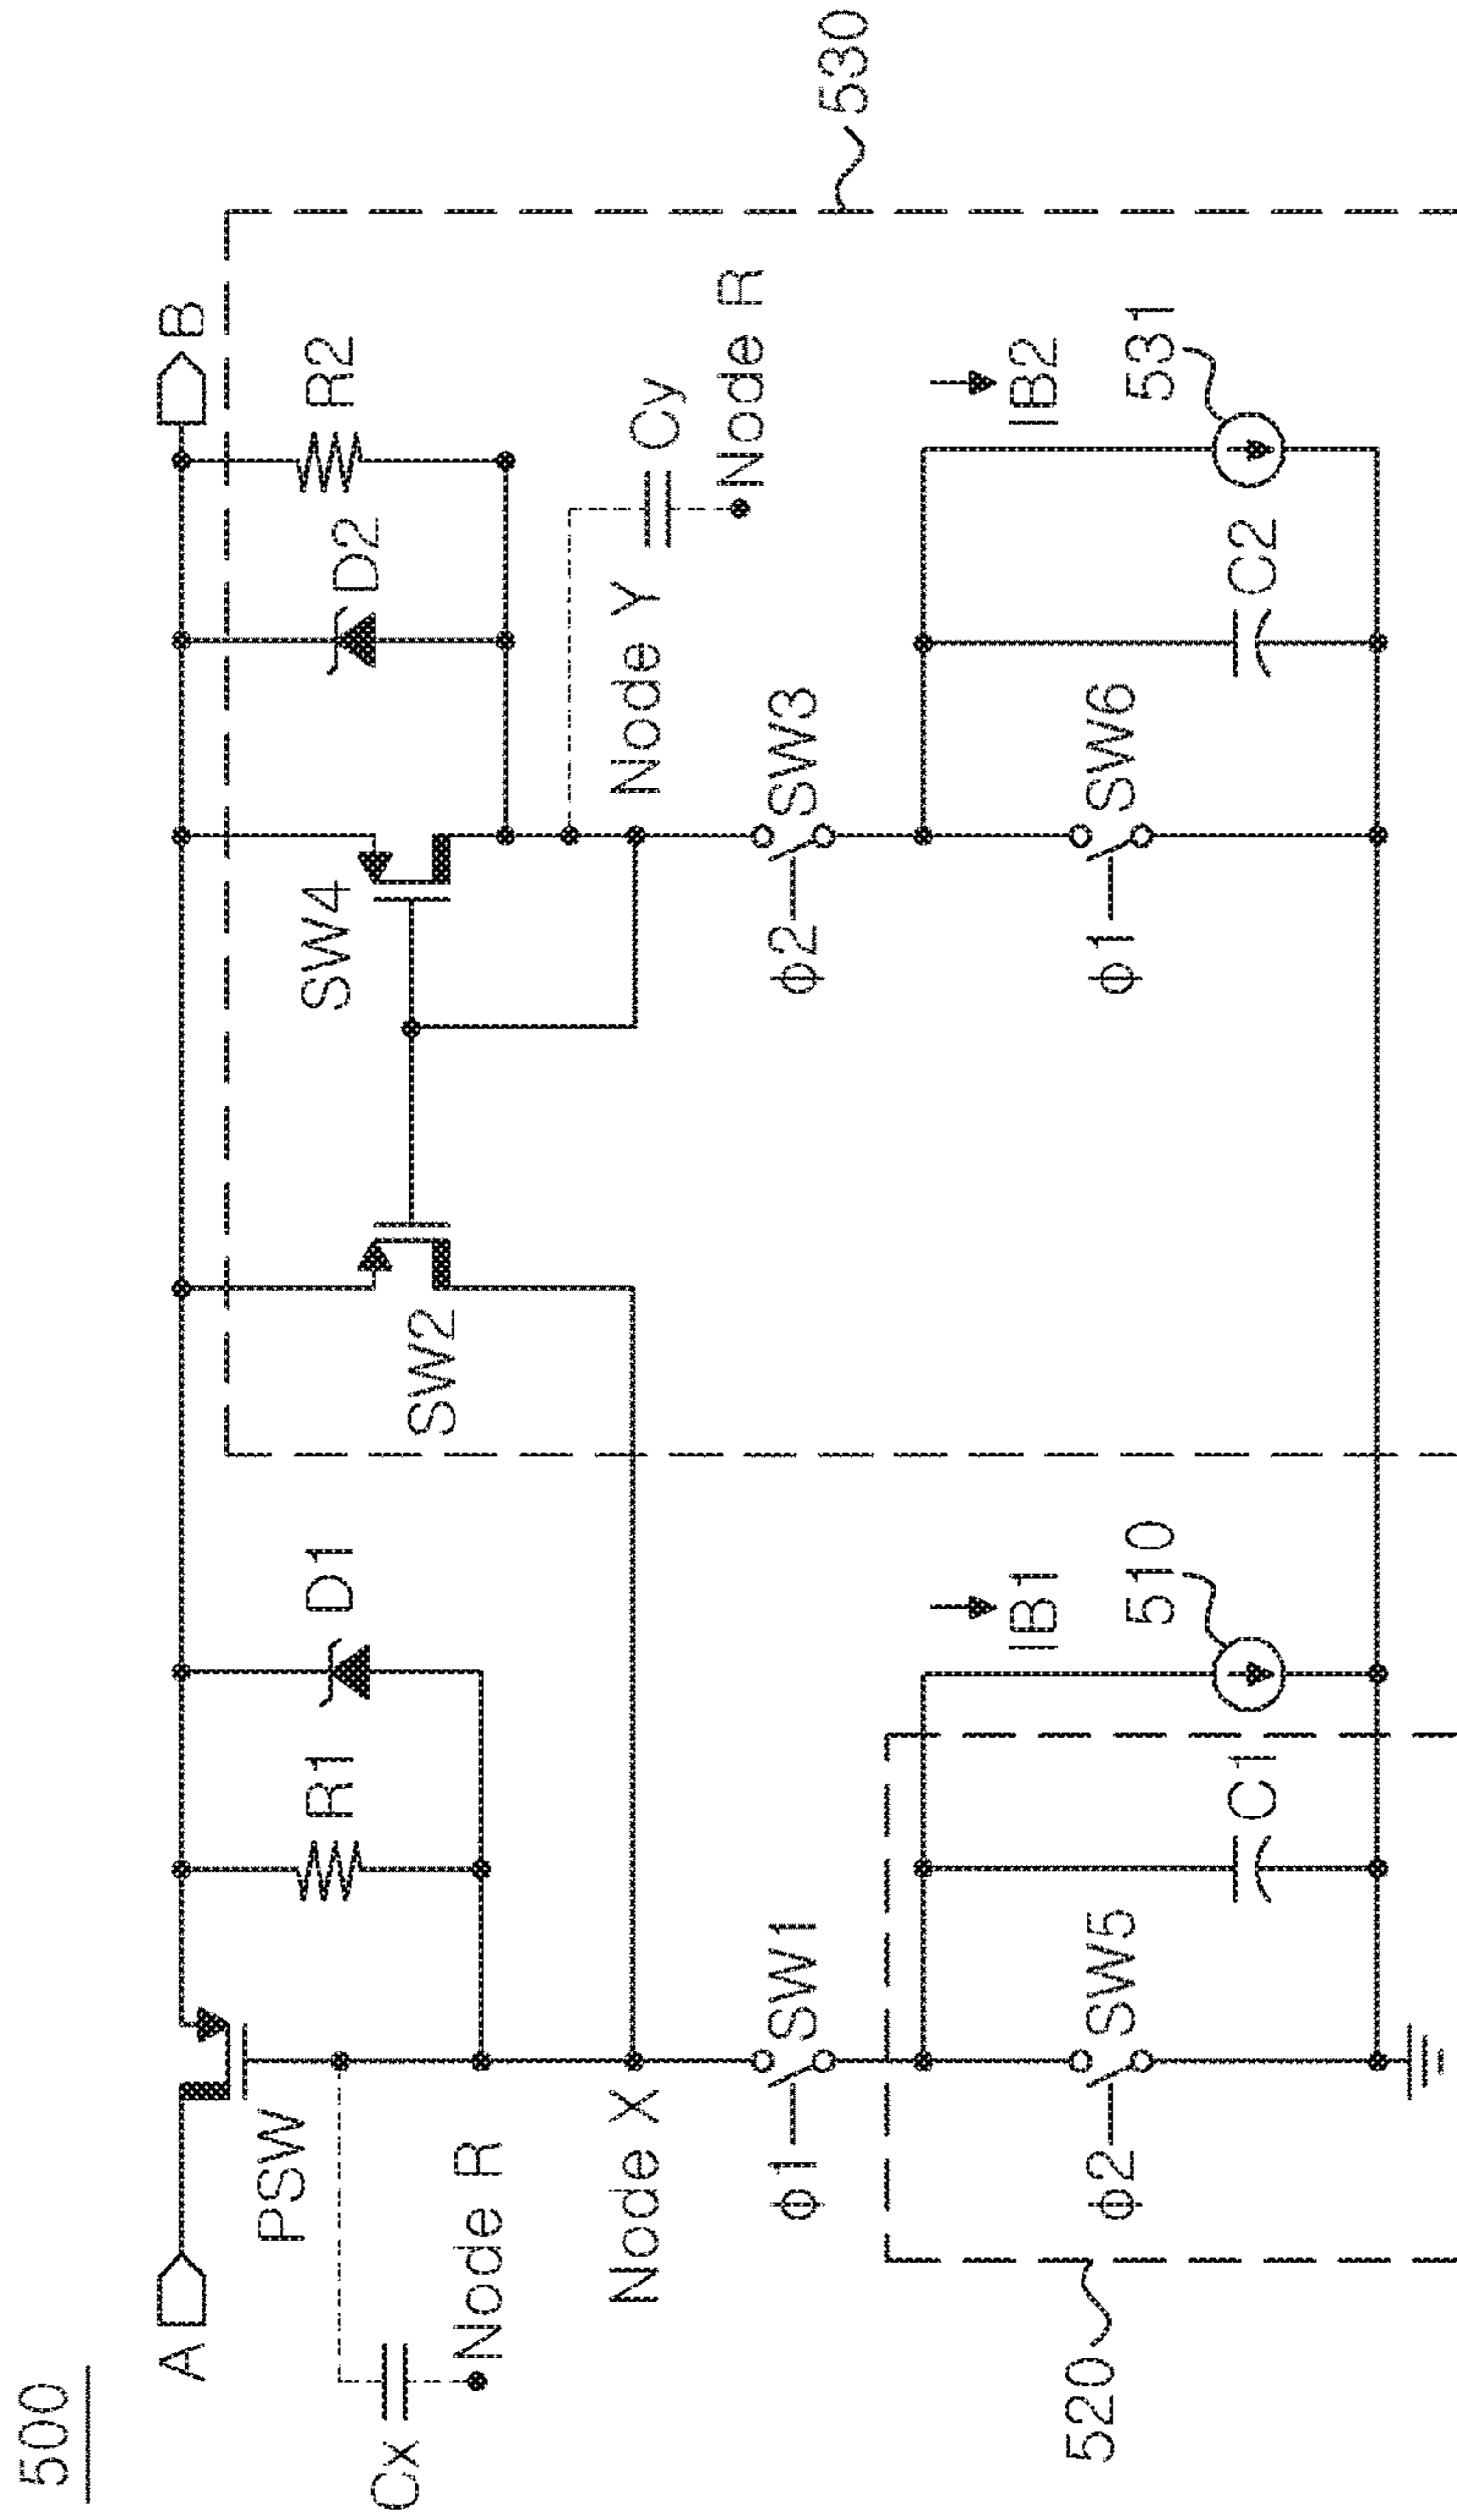 500
A
B
PSW
R1
D1
SW2
SW4
D2
R2
Cx
Node R
Node X
Node Y
Cy
Node R
530
φ1
SW1
φ2
SW3
IB1
IB2
520
φ2
SW5
C1
510
φ1
SW6
C2
531